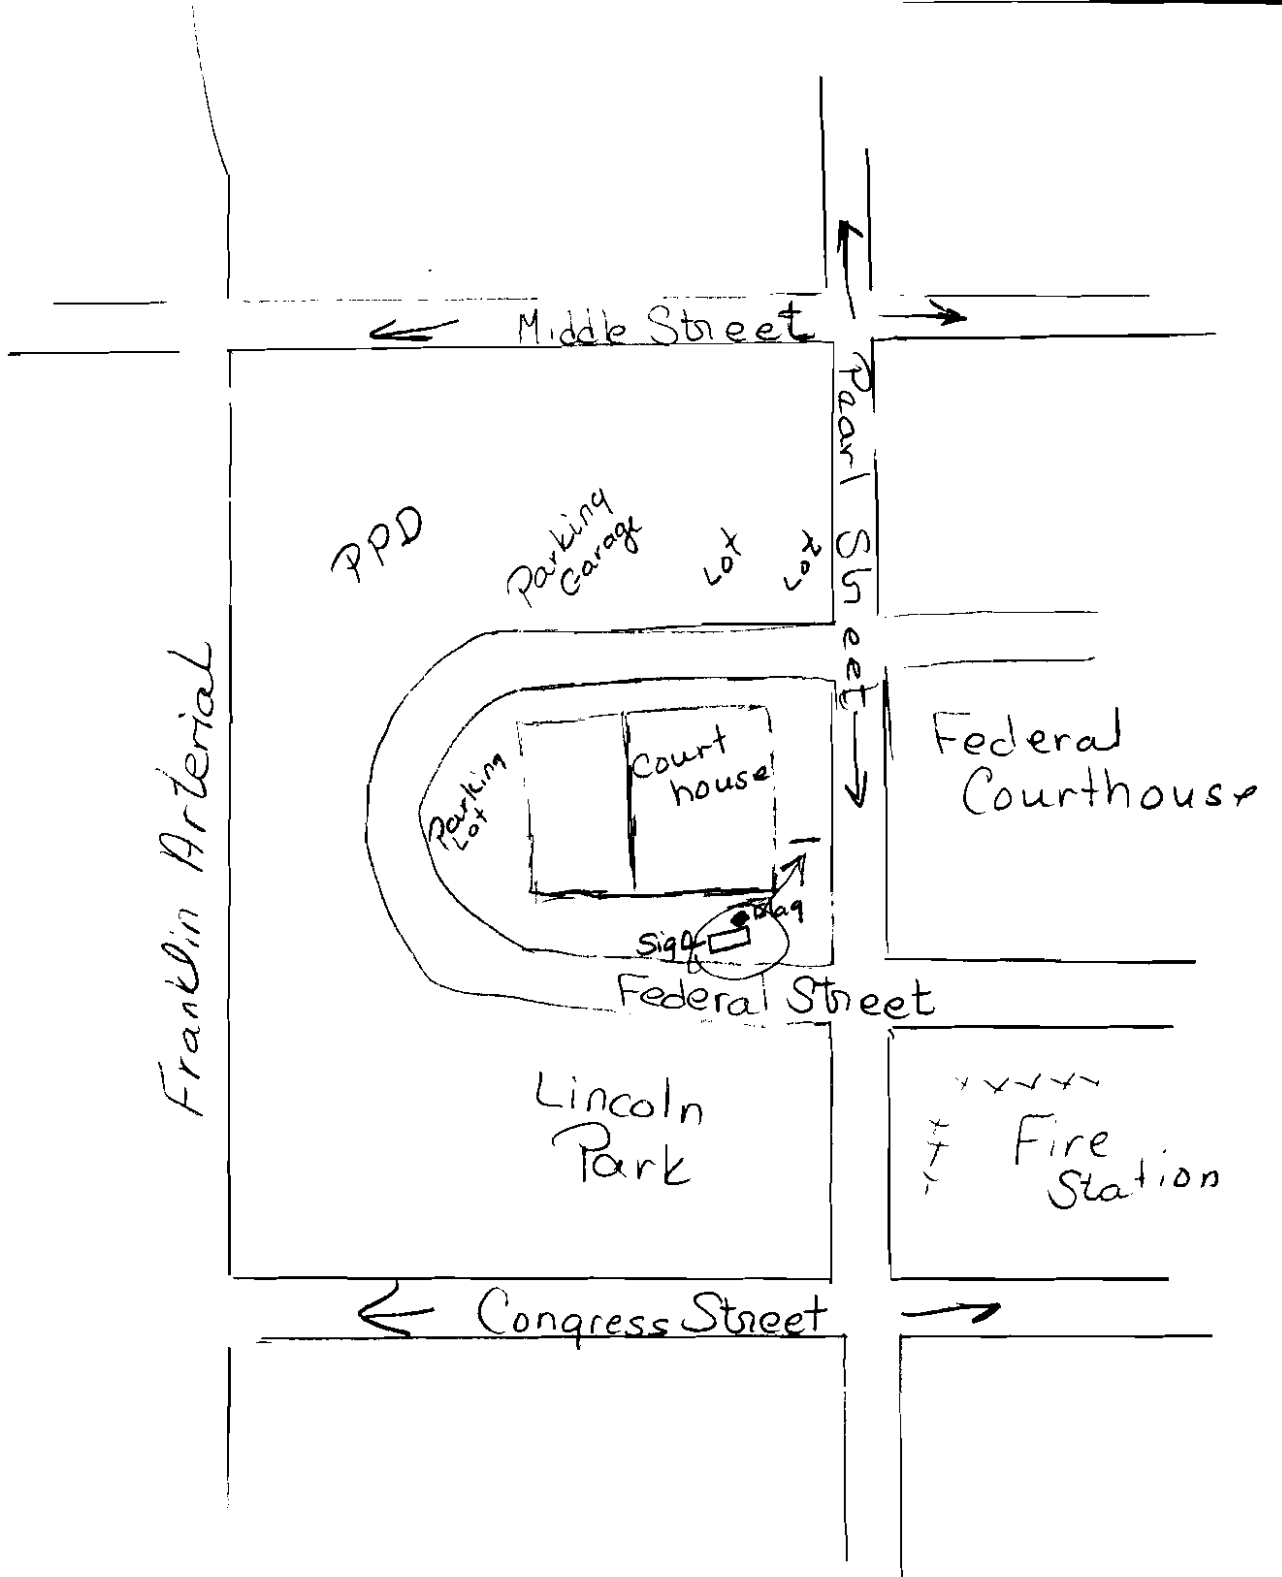 Middle Street
Pearl Street
PPD
Parking
Garage
Lot
Lot
Franklin Arterial
Court
house
Parking
Lot
Federal
Courthouse
Flag
Sign
Federal Street
Lincoln
Park
Fire
Station
Congress Street